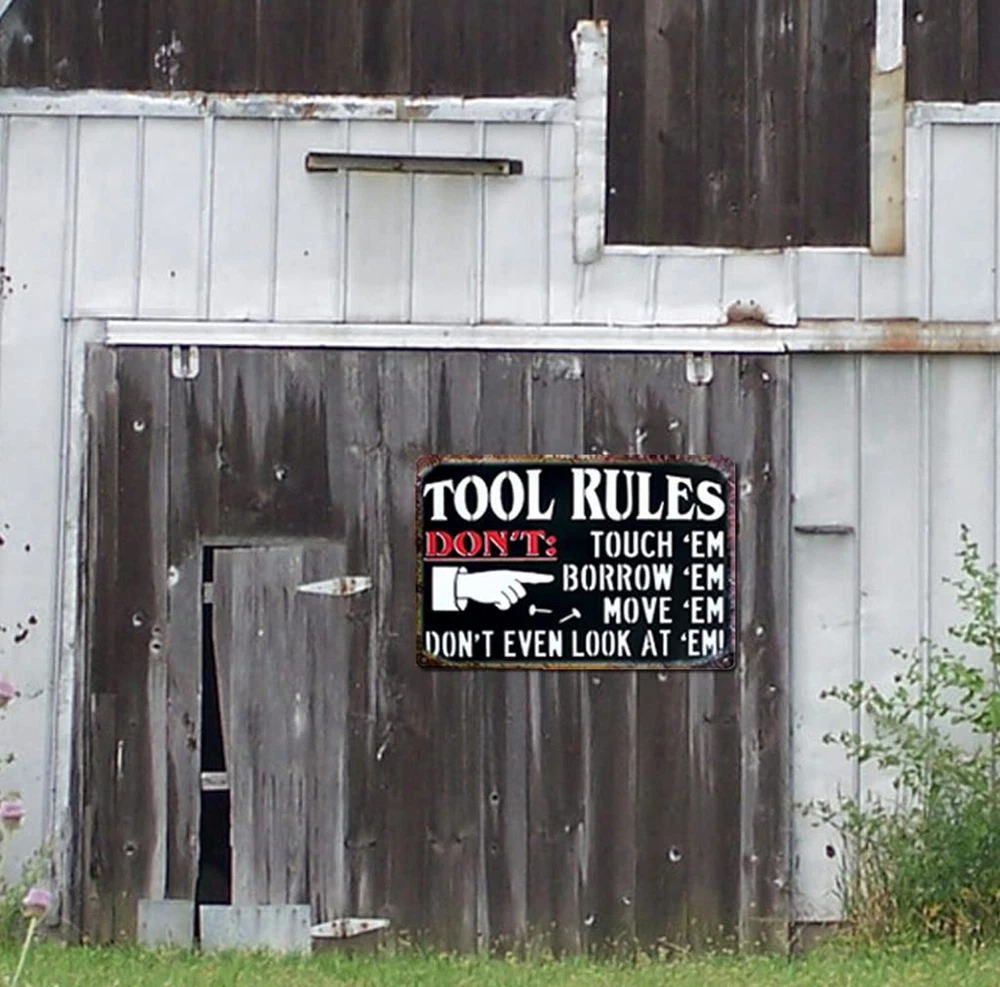 TOOL RULES
DON'T: TOUCH ‘EM
BORROW ‘EM
MOVE ‘EM
DON'T EVEN LOOK AT ‘EM!